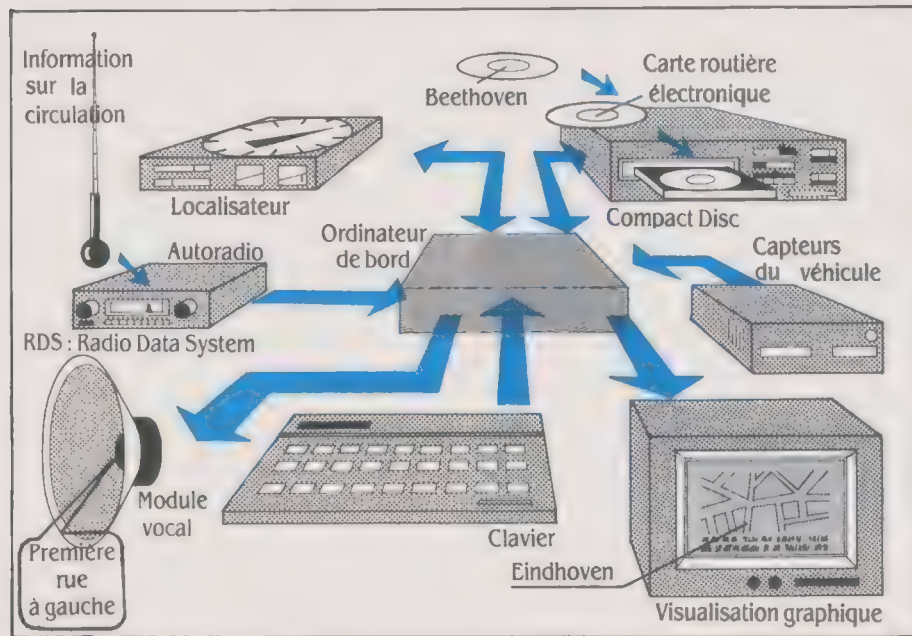 Information
sur la
circulation
Beethoven
Carte routière
électronique
Localisateur
Compact Disc
Ordinateur
de bord
Capteurs
du véhicule
Autoradio
RDS : Radio Data System
Module
vocal
Clavier
Première
rue
à gauche
Eindhoven
Visualisation graphique